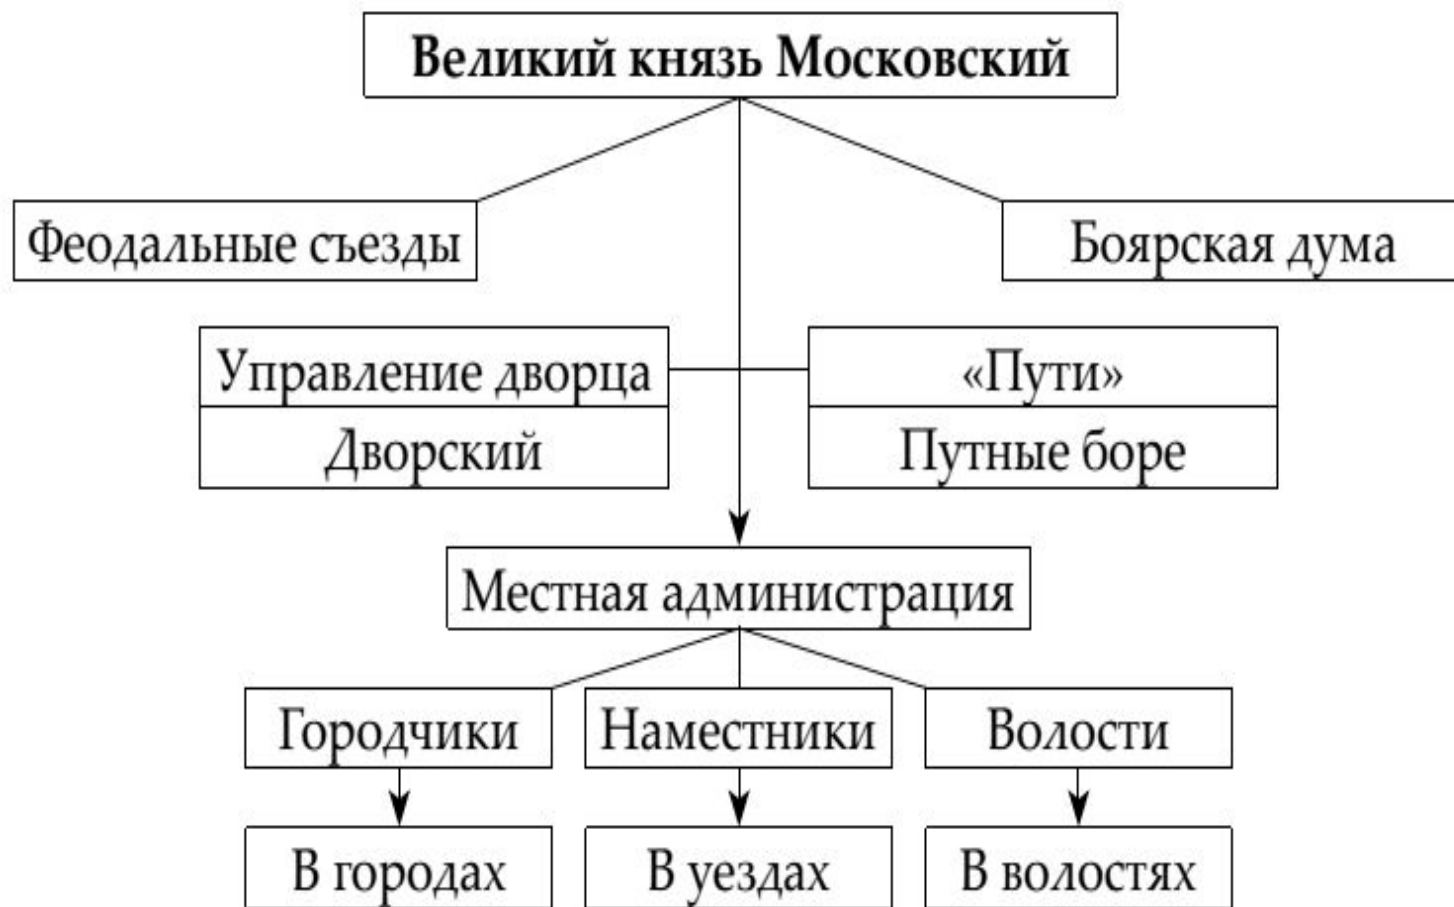 Великий князь Московский
Феодальные съезды
Боярская дума
Управление дворца
«Пути»
Дворский
Путные боре
Местная администрация
Городчики
Наместники
Волости
В городах
В уездах
В волостях